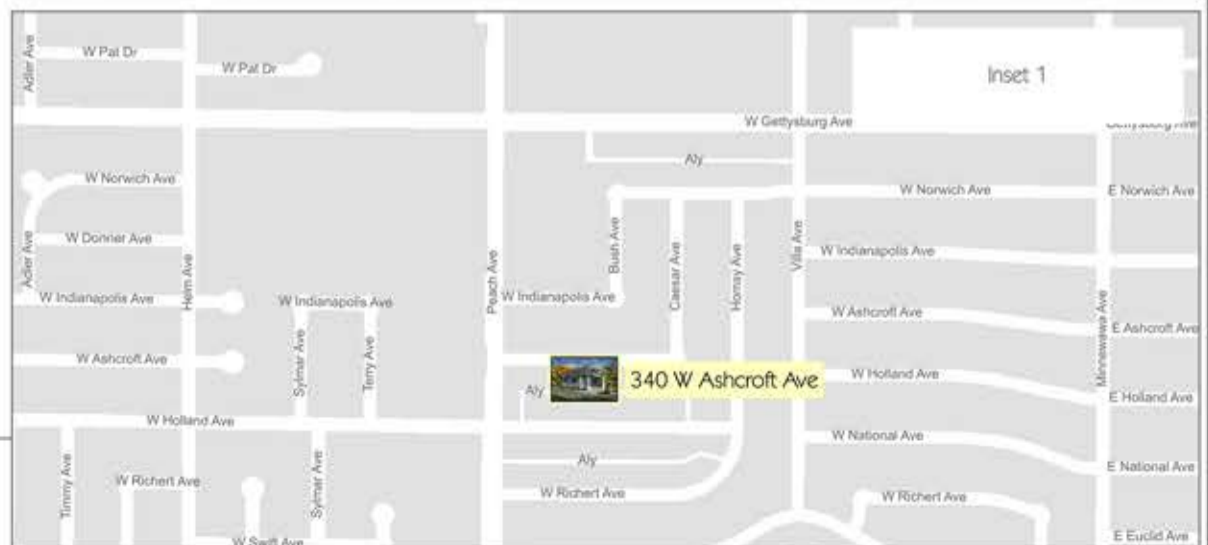 Adler Ave
W Pat Dr
W Pat Dr
Inset 1
W Gettysburg Ave
Gettysburg Ave
Aly
W Norwich Ave
W Norwich Ave
E Norwich Ave
Adler Ave
W Donner Ave
Helm Ave
Peach Ave
Bush Ave
Caesar Ave
Hornay Ave
Villa Ave
W Indianapolis Ave
W Indianapolis Ave
W Indianapolis Ave
W Indianapolis Ave
Minnewawa Ave
W Ashcroft Ave
E Ashcroft Ave
W Ashcroft Ave
Sylmar Ave
Terry Ave
Aly
340 W Ashcroft Ave
W Holland Ave
E Holland Ave
W Holland Ave
W National Ave
E National Ave
Timmy Ave
W Richert Ave
Sylmar Ave
Aly
W Richert Ave
W Richert Ave
W Swift Ave
E Euclid Ave